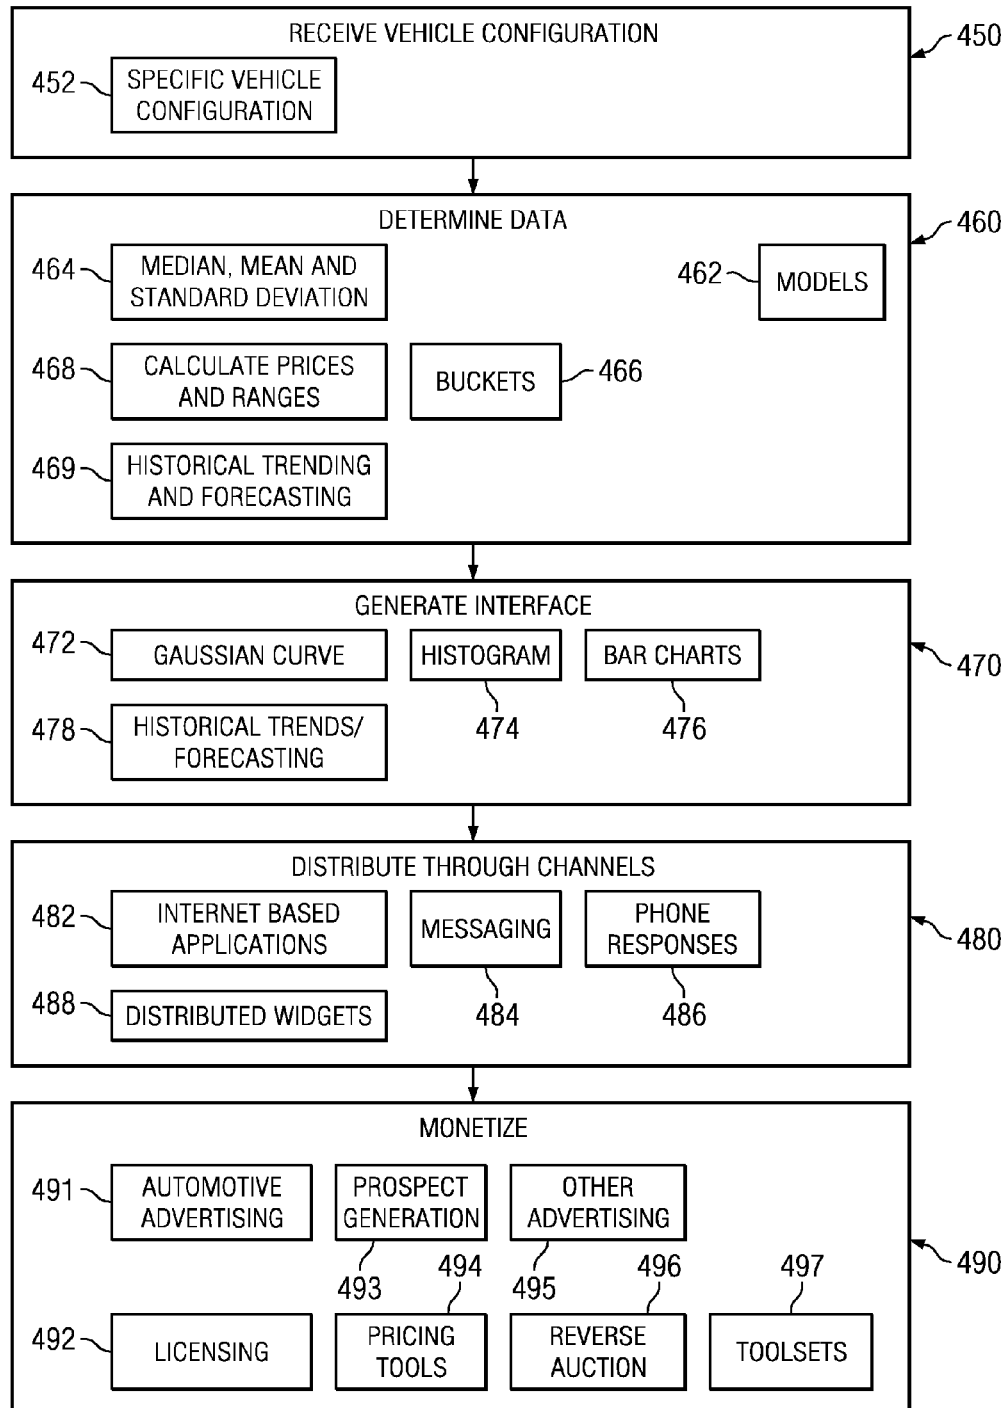 RECEIVE VEHICLE CONFIGURATION
450
452
SPECIFIC VEHICLE
CONFIGURATION
DETERMINE DATA
460
464
MEDIAN, MEAN AND
STANDARD DEVIATION
462
MODELS
468
CALCULATE PRICES
AND RANGES
BUCKETS
466
469
HISTORICAL TRENDING
AND FORECASTING
GENERATE INTERFACE
470
472
GAUSSIAN CURVE
HISTOGRAM
BAR CHARTS
474
476
478
HISTORICAL TRENDS/
FORECASTING
DISTRIBUTE THROUGH CHANNELS
480
482
INTERNET BASED
APPLICATIONS
MESSAGING
PHONE
RESPONSES
484
486
488
DISTRIBUTED WIDGETS
MONETIZE
490
491
AUTOMOTIVE
ADVERTISING
PROSPECT
GENERATION
OTHER
ADVERTISING
493
494
495
496
497
492
LICENSING
PRICING
TOOLS
REVERSE
AUCTION
TOOLSETS